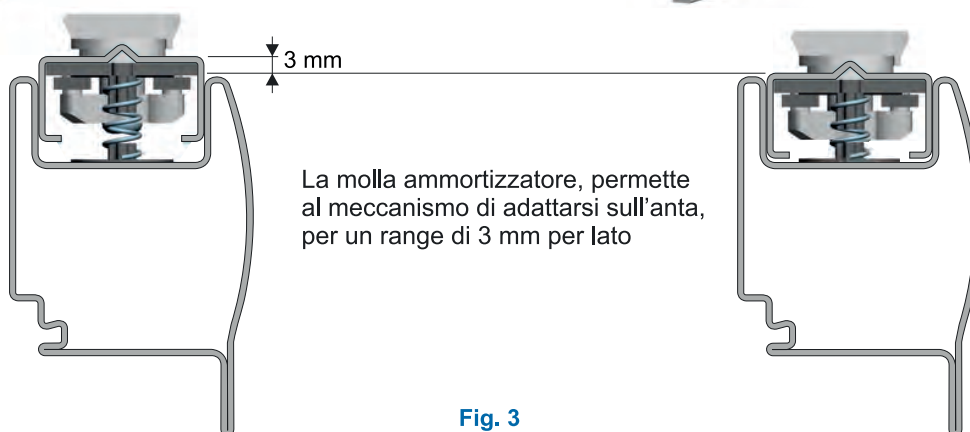 3 mm
La molla ammortizzatore, permette
al meccanismo di adattarsi sull'anta,
per un range di 3 mm per lato
Fig. 3